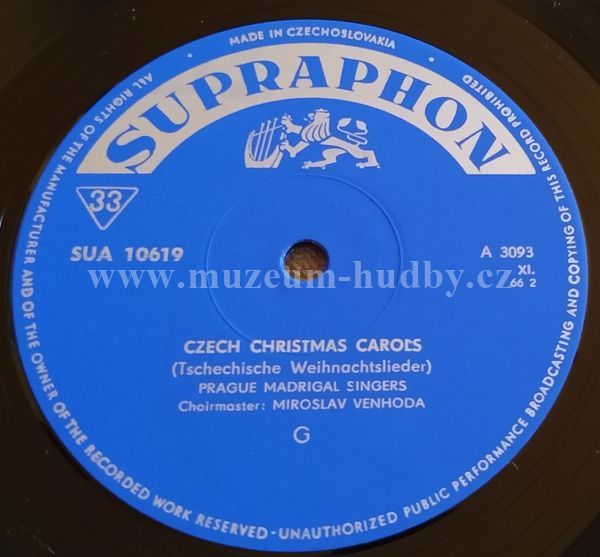 MADE IN CZECHOSLOVAKIA
SUPRAPHON
33
SUA 10619
A 3093
XI.
66 2
www.muzeum-hudby.cz
CZECH CHRISTMAS CAROLS
(Tschechische Weihnachtslieder)
PRAGUE MADRIGAL SINGERS
Choirmaster: MIROSLAV VENHODA
G
ALL RIGHTS OF THE MANUFACTURER AND OF THE OWNER OF THE RECORDED WORK RESERVED - UNAUTHORIZED PUBLIC PERFORMANCE BROADCASTING AND COPYING OF THIS RECORD PROHIBITED